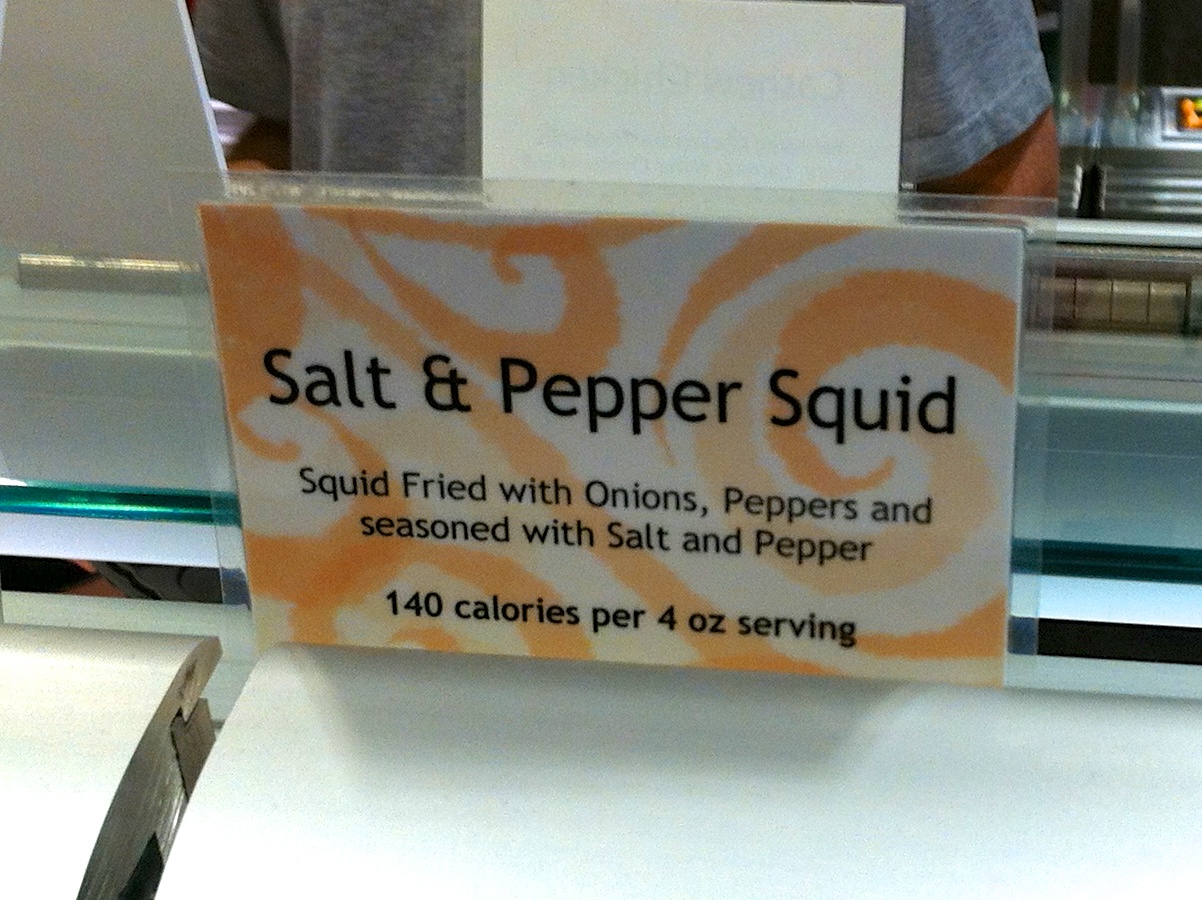 Salt & Pepper Squid
Squid Fried with Onions, Peppers and
seasoned with Salt and Pepper
140 calories per 4 oz serving